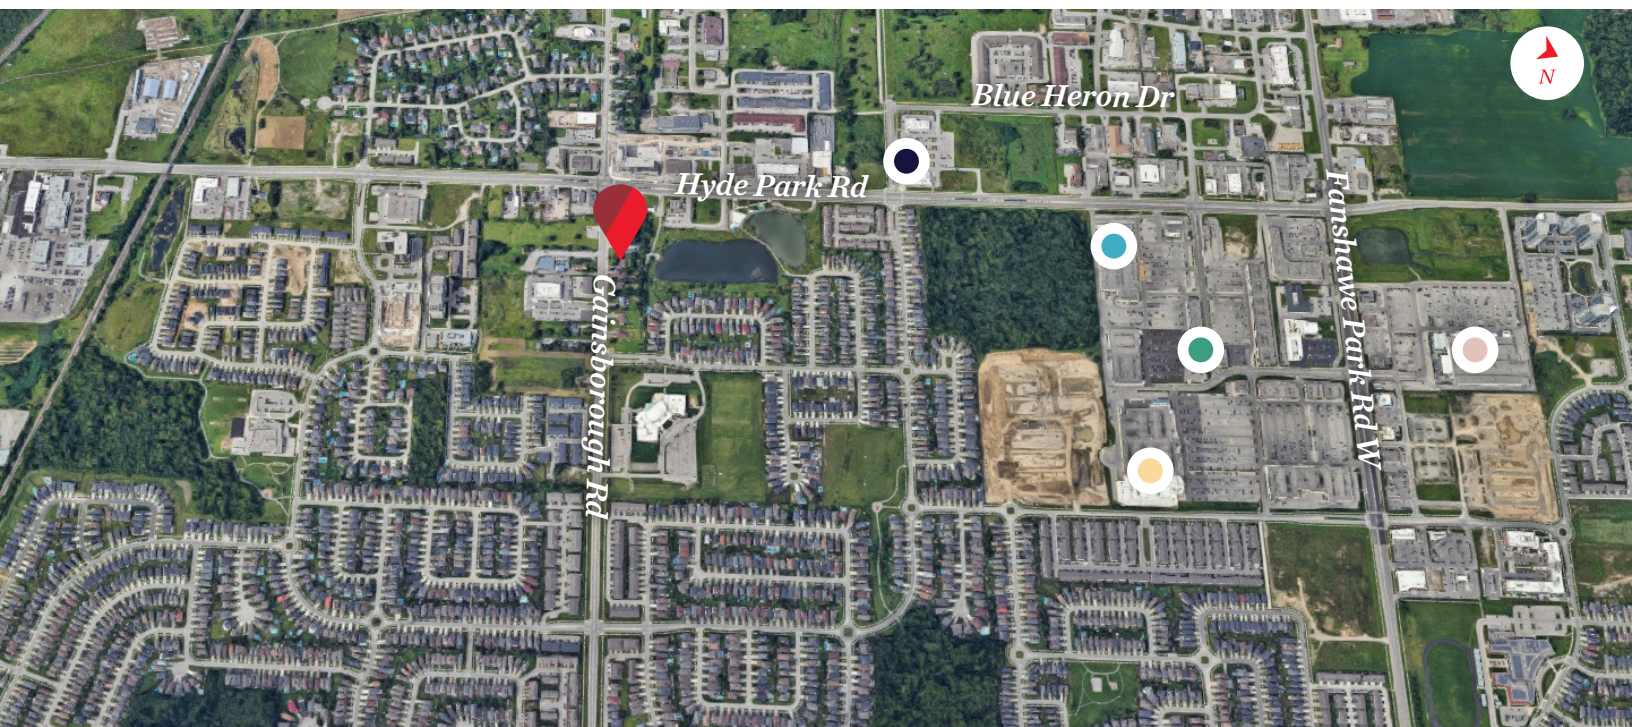 N
Blue Heron Dr
Hyde Park Rd
Fanshawe Park Rd W
Gainsborough Rd